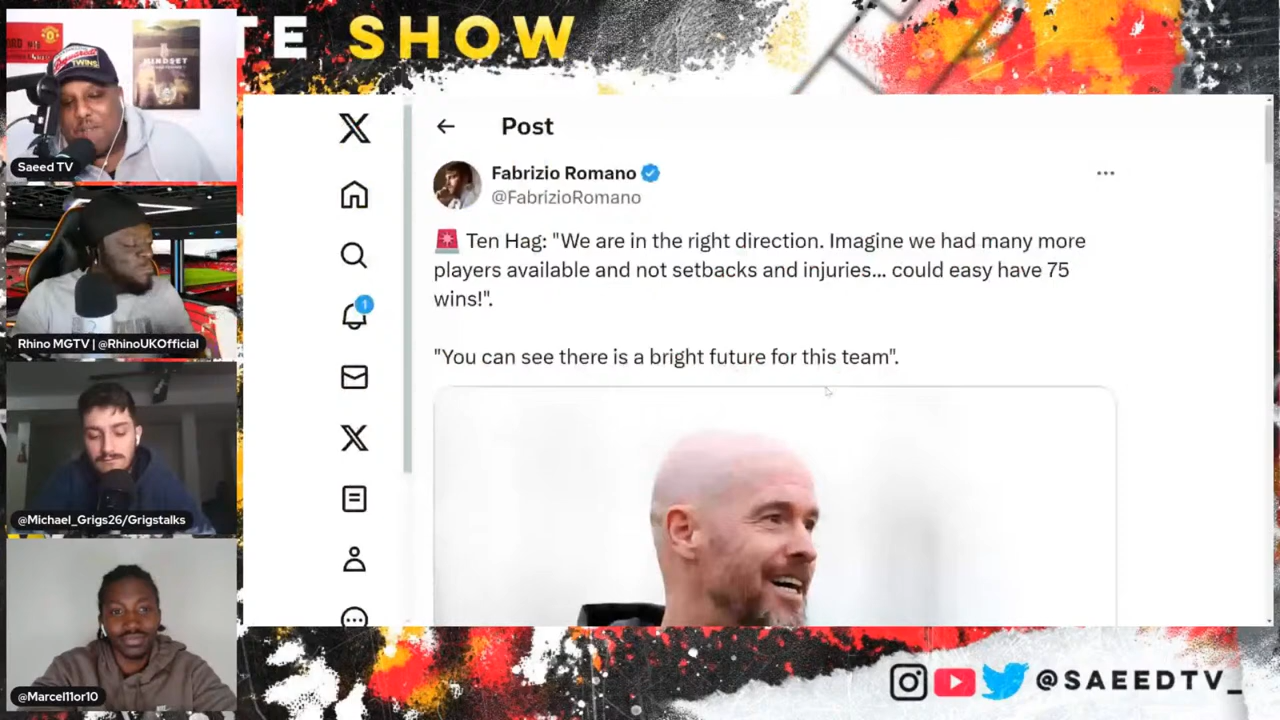 TE SHOW
MINDSET
TWINS
Saeed TV
Rhino MGTV | @RhinoUKOfficial
@Michael_Grigs26/Grigstalks
@Marcel11or10
Post
Fabrizio Romano
@FabrizioRomano
🚨 Ten Hag: "We are in the right direction. Imagine we had many more
players available and not setbacks and injuries... could easy have 75
wins!".
"You can see there is a bright future for this team".
1
@SAEEDTV_